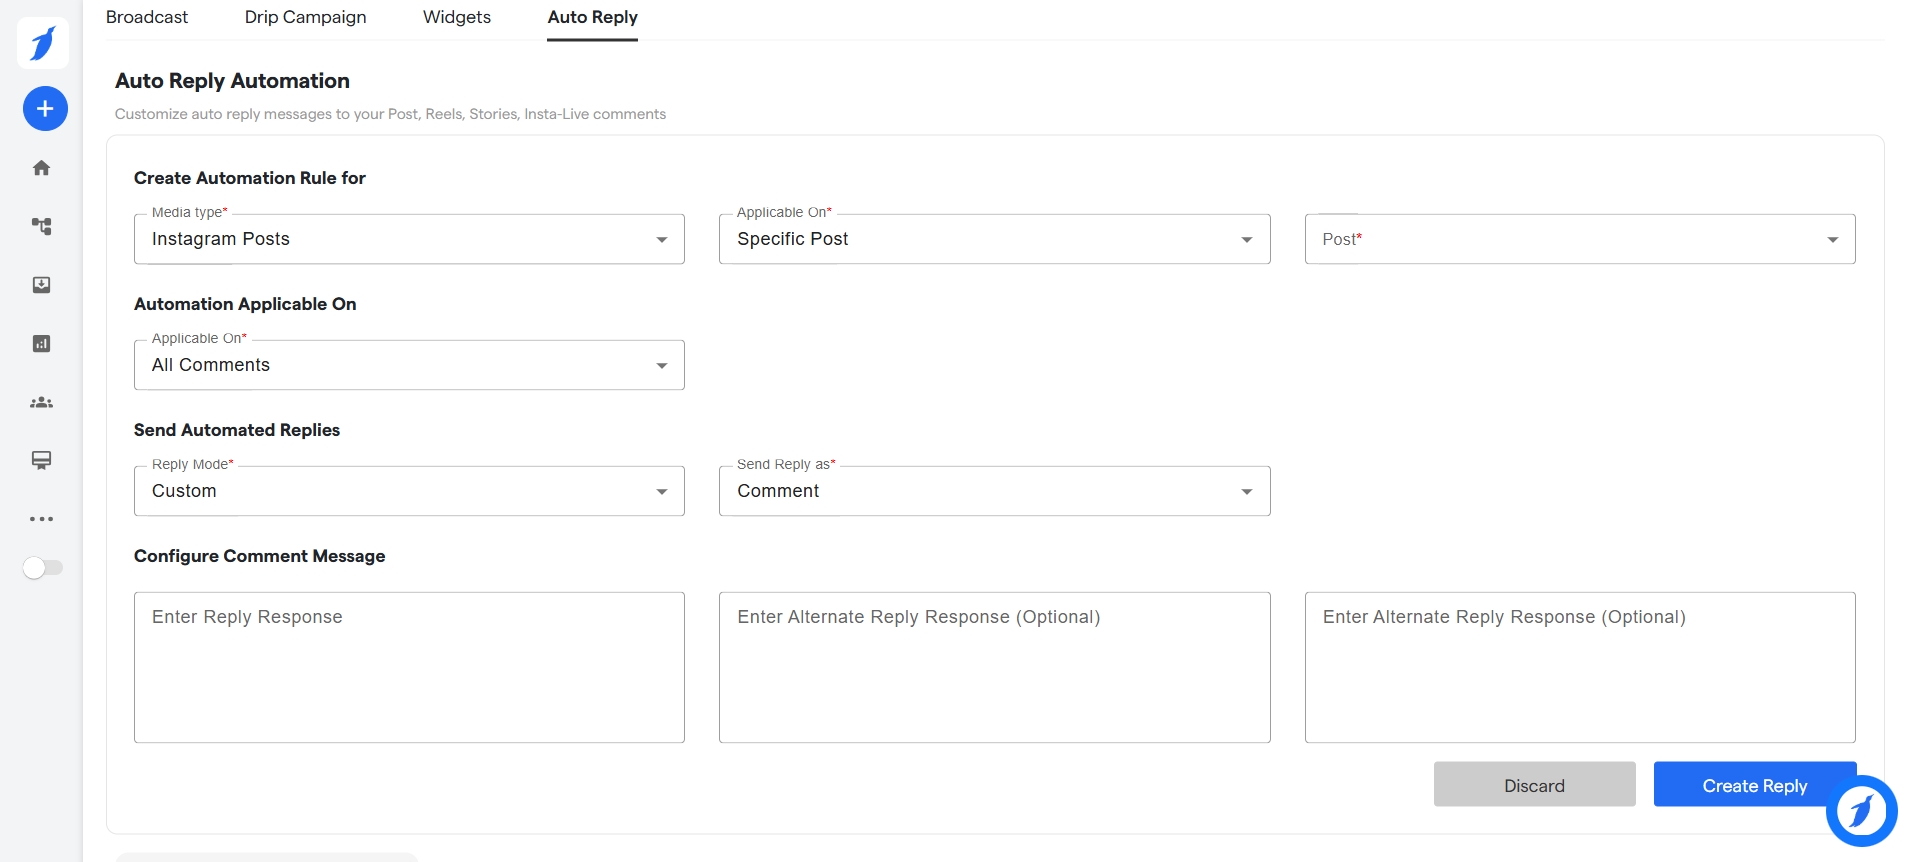 Broadcast Drip Campaign Widgets Auto Reply
Auto Reply Automation
Customize auto reply messages to your Post, Reels, Stories, Insta-Live comments
Create Automation Rule for
Media type* Applicable On*
Instagram Posts Specific Post Post*
Automation Applicable On
Applicable On*
All Comments
Send Automated Replies
Reply Mode* Send Reply as*
Custom Comment
Configure Comment Message
Enter Reply Response Enter Alternate Reply Response (Optional) Enter Alternate Reply Response (Optional)
Discard Create Reply